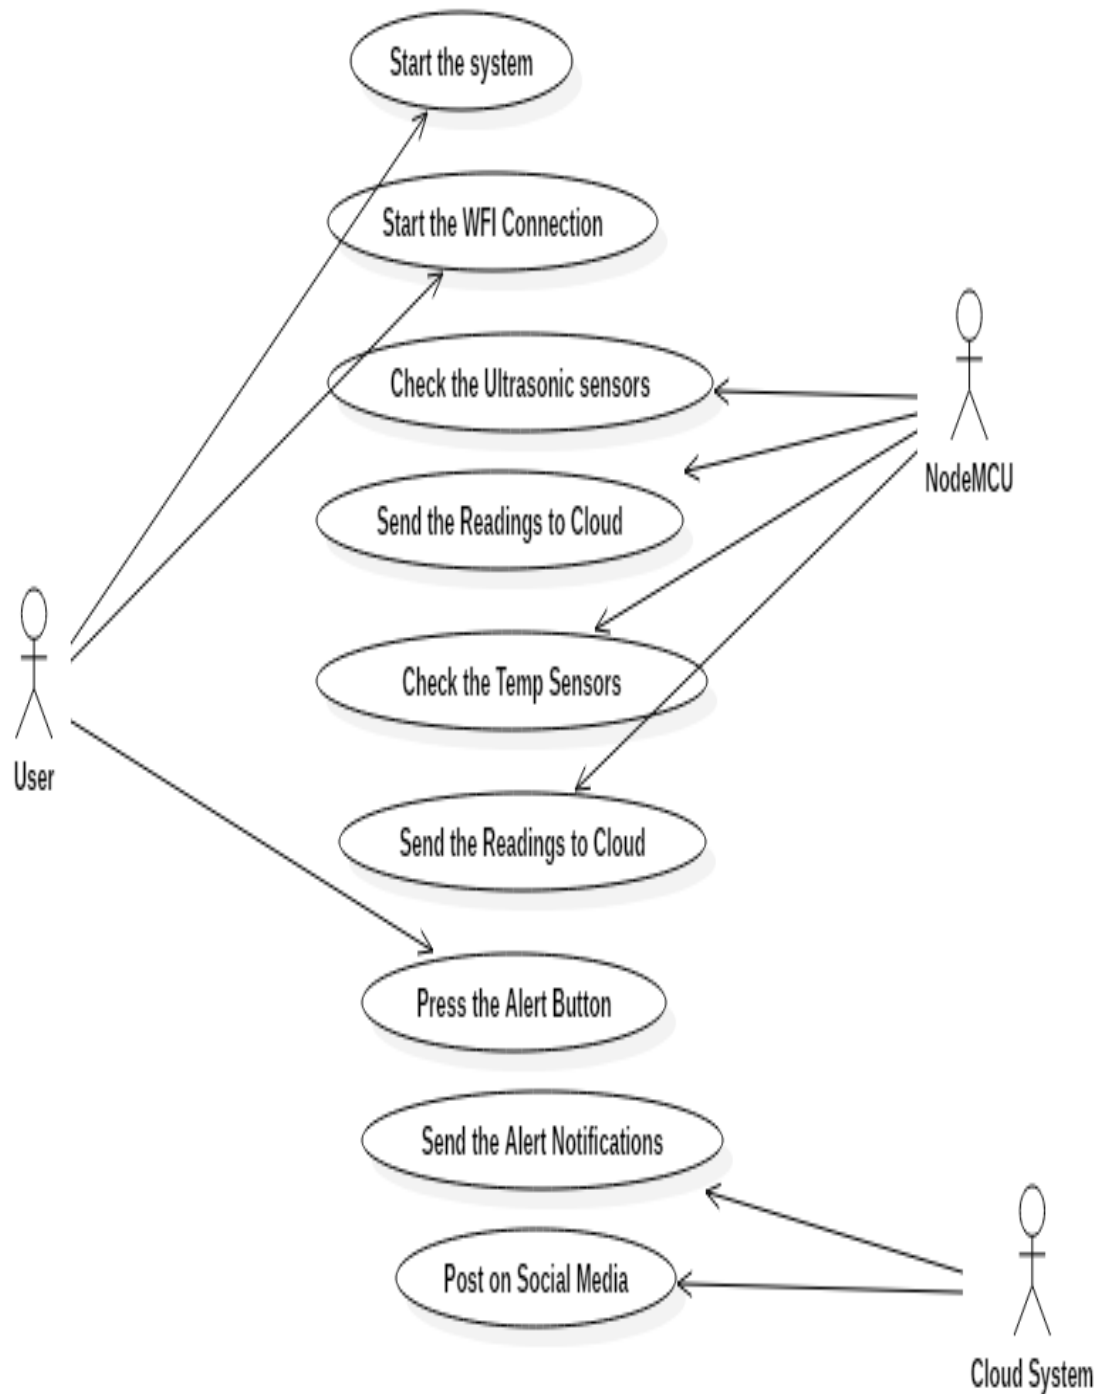 Start the system
Start the WFI Connection
Check the Ultrasonic sensors
NodeMCU
Send the Readings to Cloud
Check the Temp Sensors
User
Send the Readings to Cloud
Press the Alert Button
Send the Alert Notifications
Post on Social Media
Cloud System